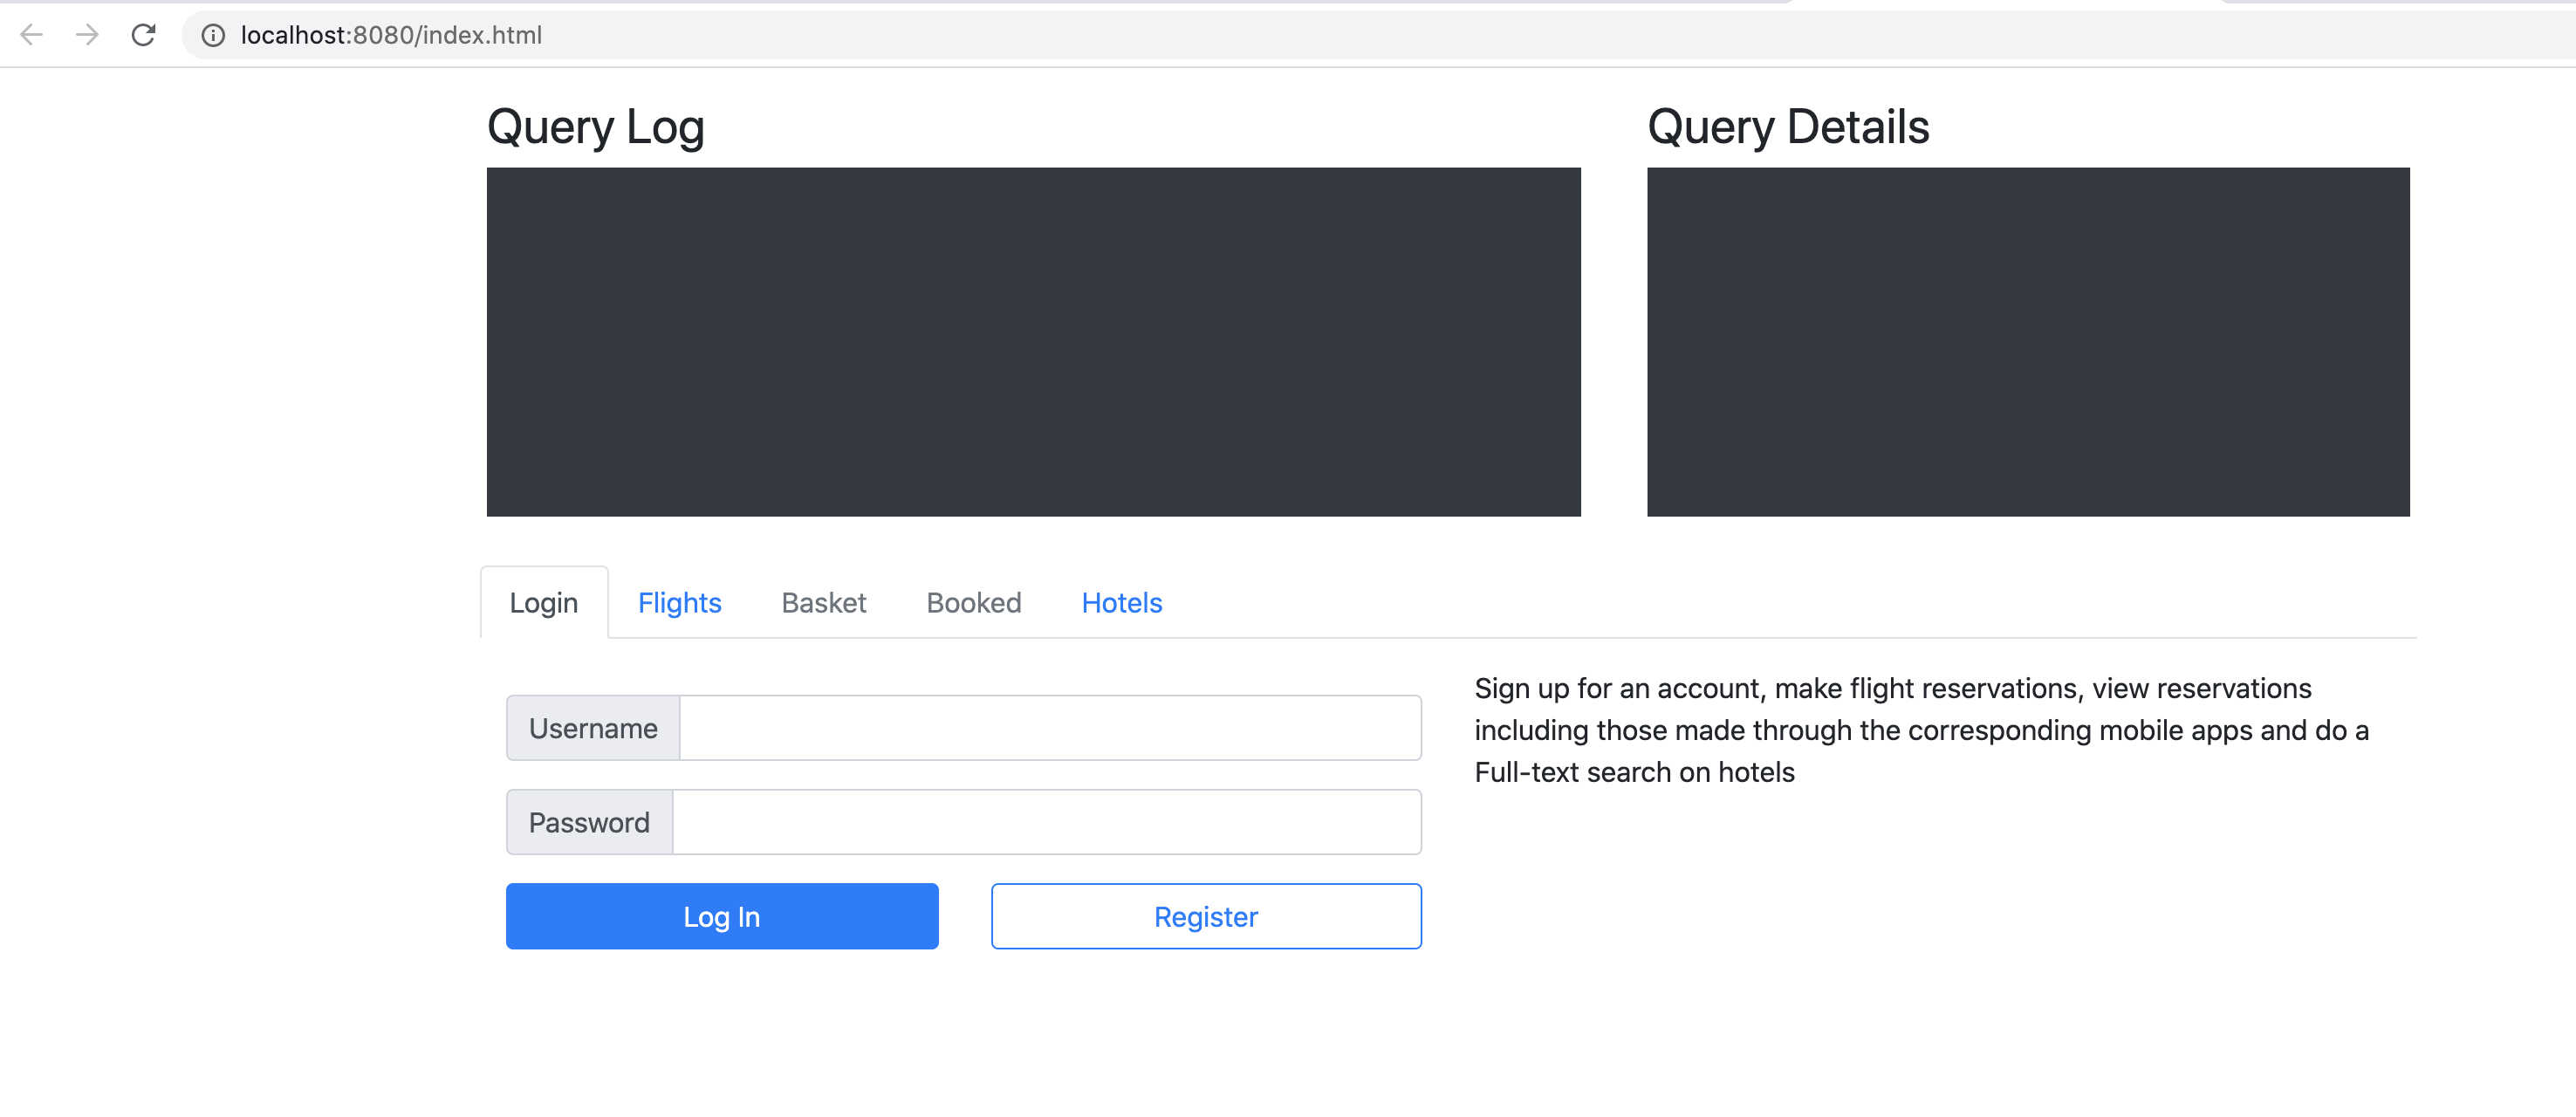 localhost:8080/index.html
Query Log
Query Details
Login
Flights
Basket
Booked
Hotels
Username
Password
Log In
Register
Sign up for an account, make flight reservations, view reservations
including those made through the corresponding mobile apps and do a
Full-text search on hotels